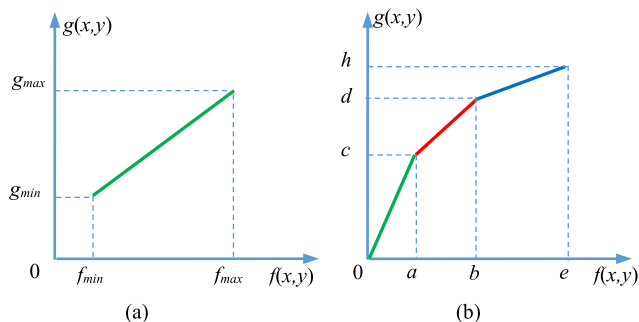 g(x,y)
g(x,y)
h
gmax
d
c
gmin
0
fmin
fmax
f(x,y)
0
a
b
e
f(x,y)
(a)
(b)